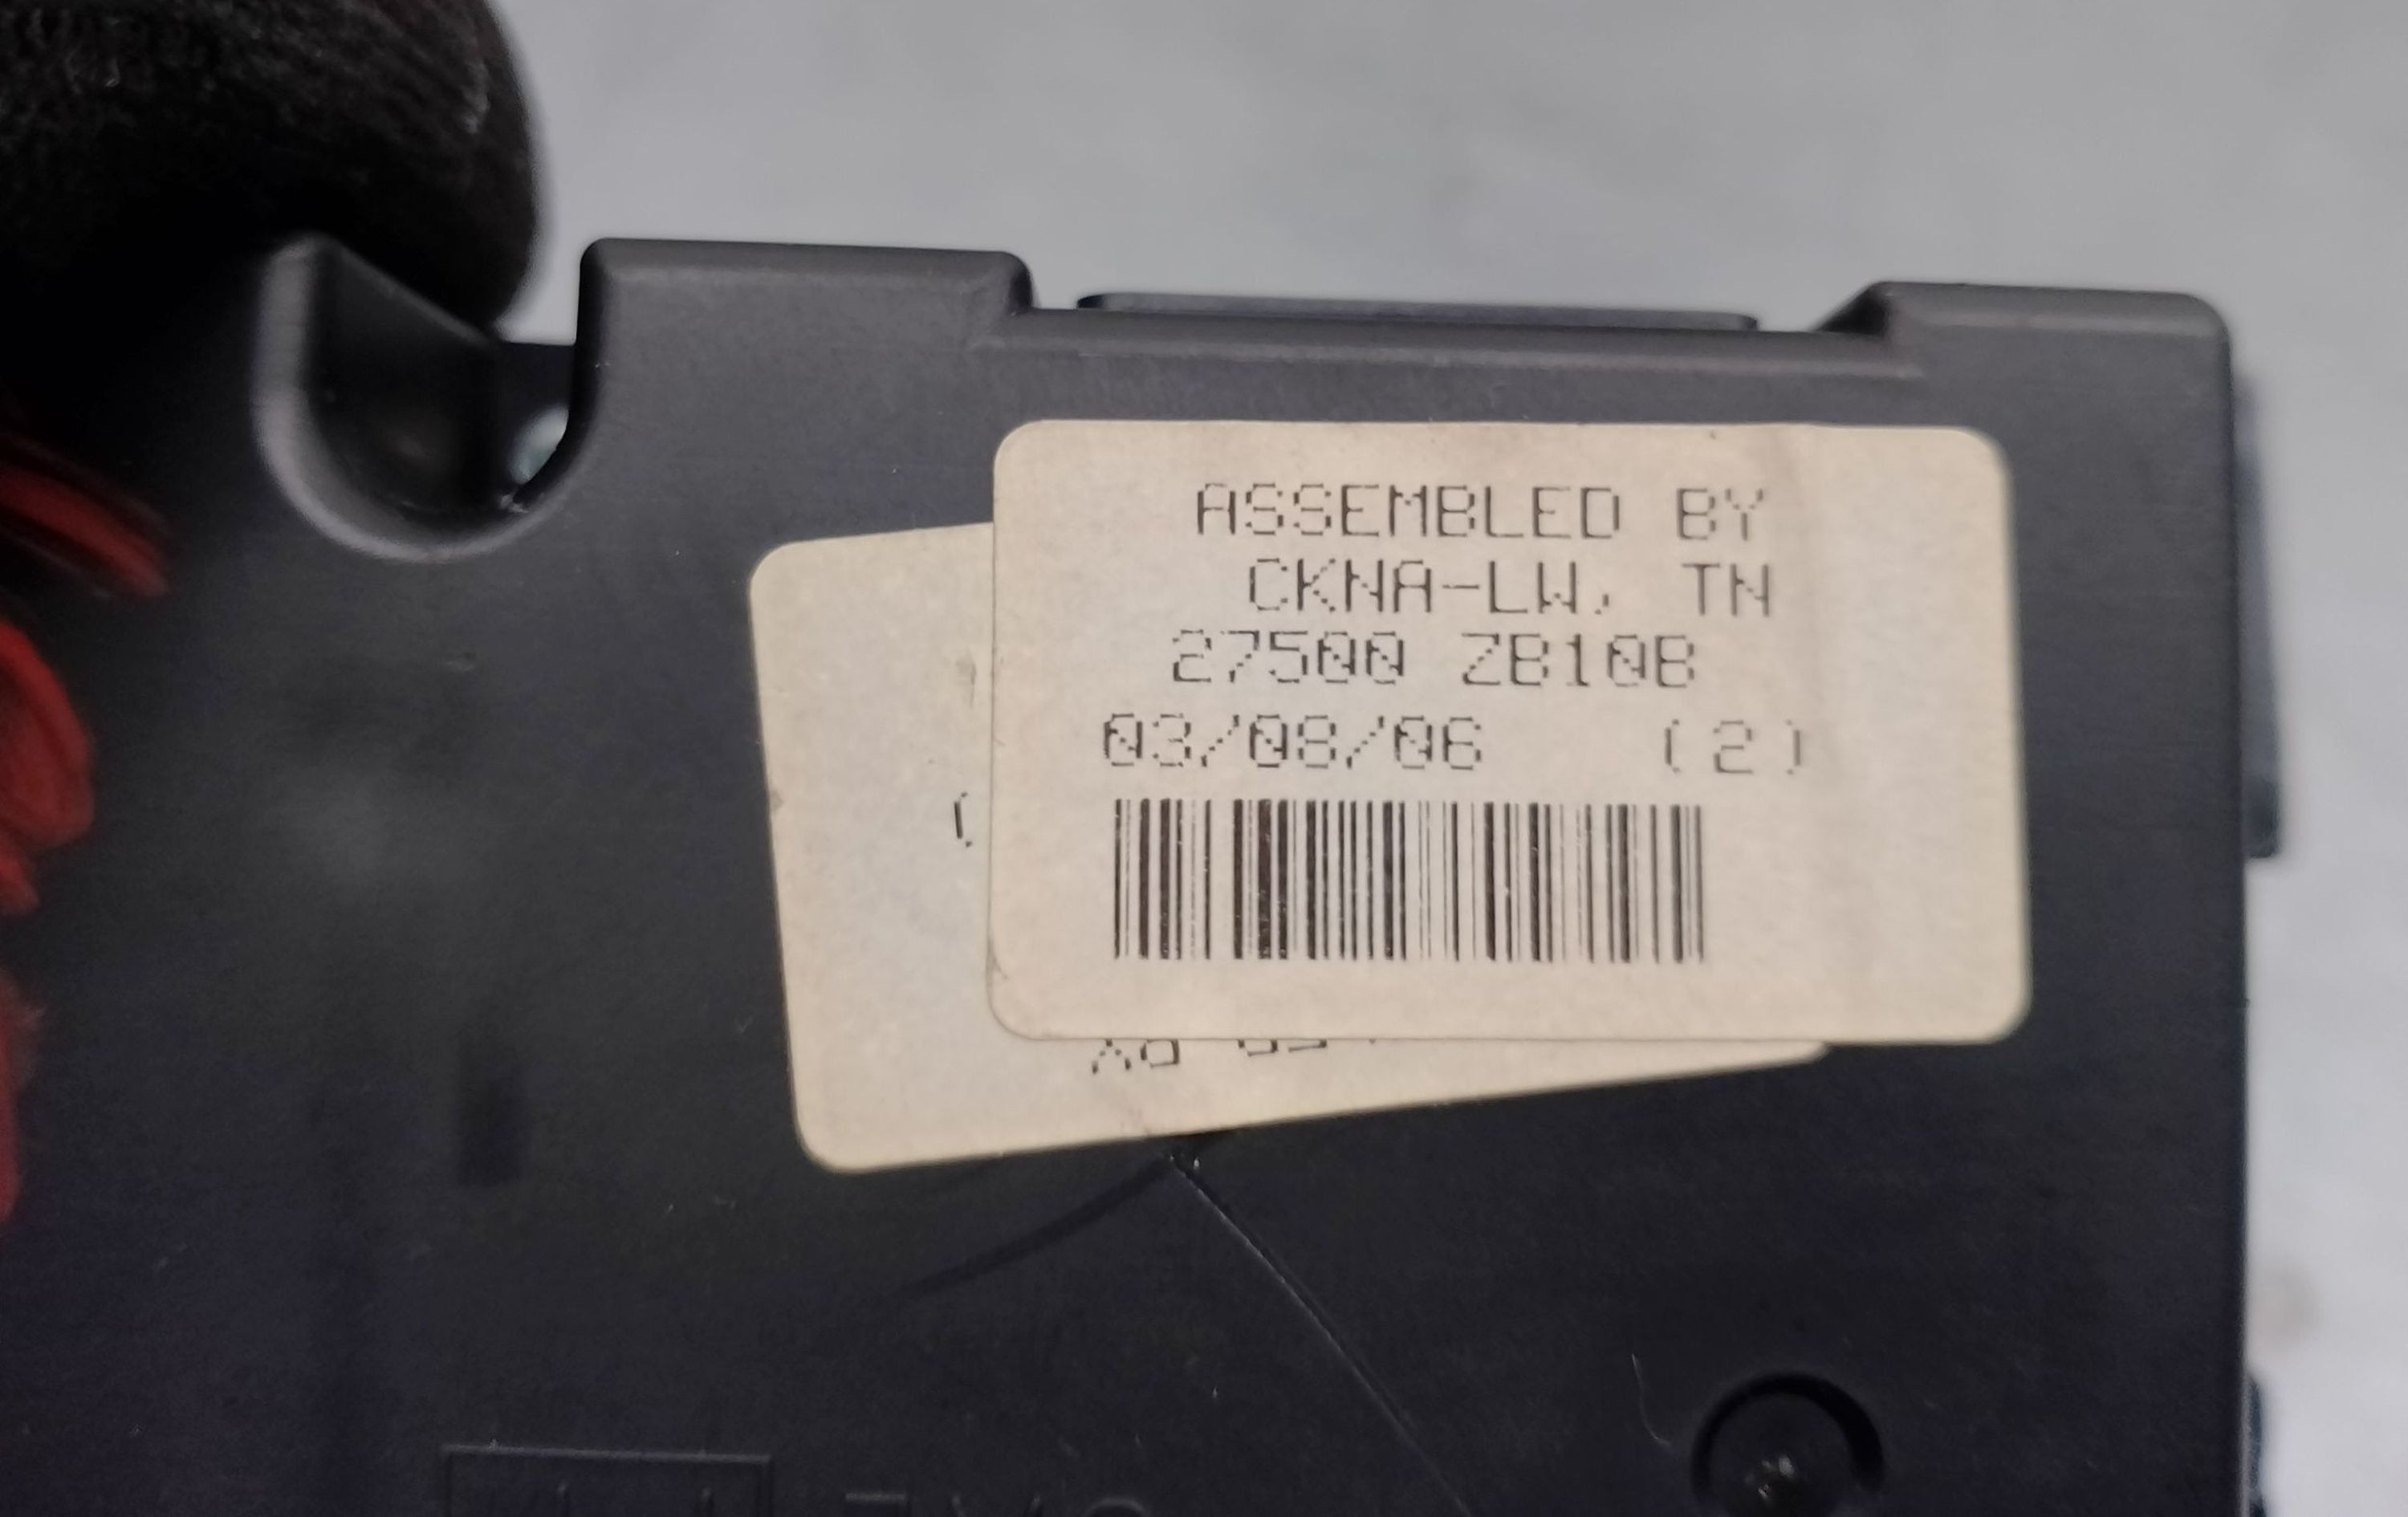 ASSEMBLED BY
CKNA-LW, TN
27500 ZB10B
03/08/06 (2)